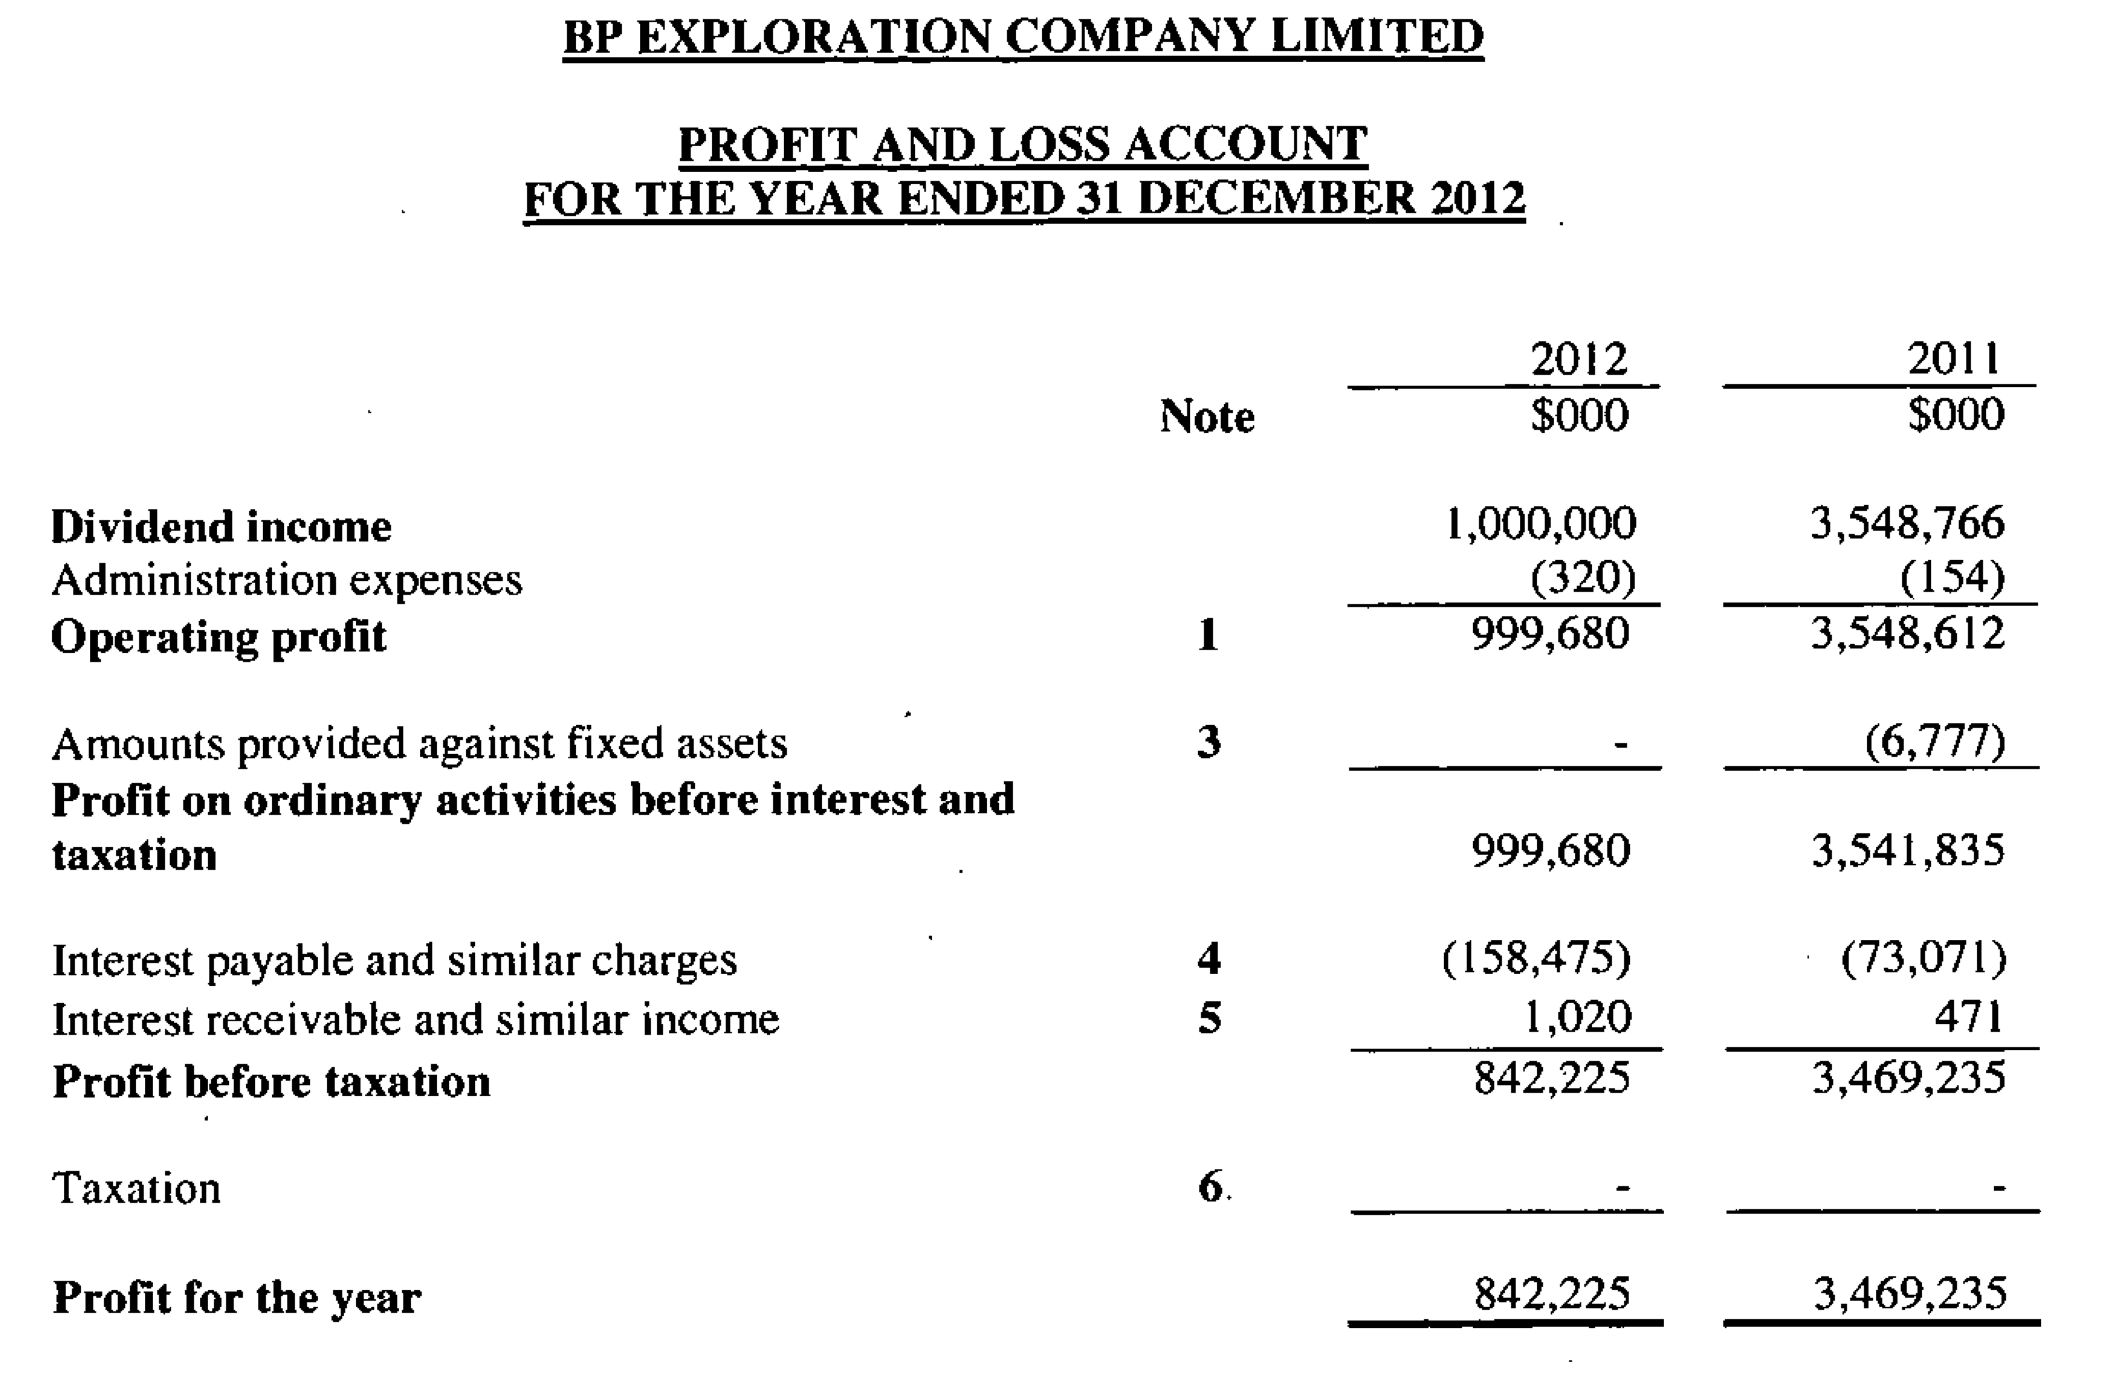 BP EXPLORATION COMPANY LIMITED
PROFIT AND LOSS ACCOUNT
FOR THE YEAR ENDED 31 DECEMBER 2012
2012 2011
Note $000 $000
Dividend income 1,000,000 3,548,766
Administration expenses (320) (154)
Operating profit 1 999,680 3,548,612
Amounts provided against fixed assets 3 - (6,777)
Profit on ordinary activities before interest and
taxation 999,680 3,541,835
Interest payable and similar charges 4 (158,475) (73,071)
Interest receivable and similar income 5 1,020 471
Profit before taxation 842,225 3,469,235
Taxation 6 - -
Profit for the year 842,225 3,469,235